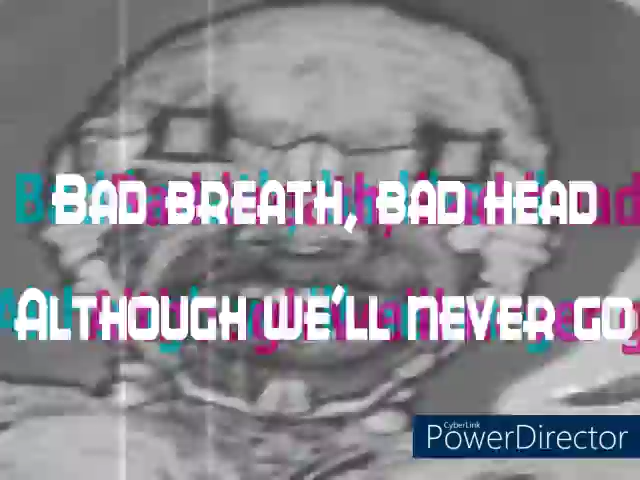 Bad breath, bad head
Although we'll never go
CyberLink
PowerDirector